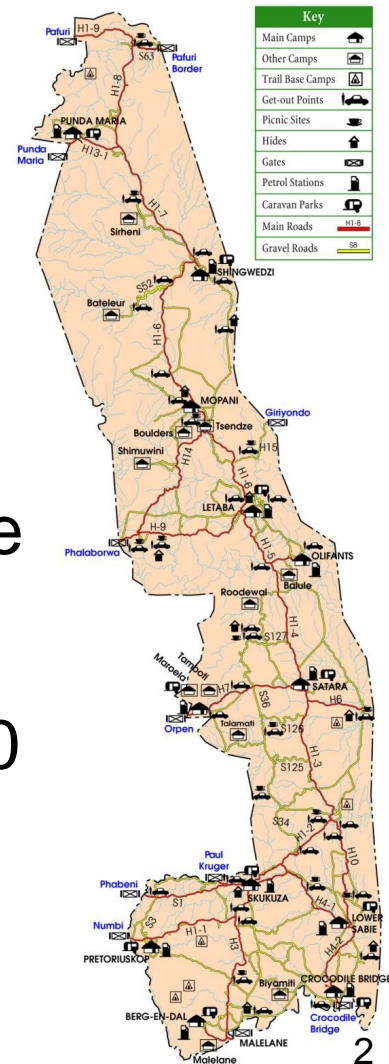 Key
Main Camps
Other Camps
Trail Base Camps
Get-out Points
Picnic Sites
Hides
Gates
Petrol Stations
Caravan Parks
Main Roads H1-8
Gravel Roads S8
Pafuri
H1-9
S63
Pafuri
Border
H1-8
PUNDA MARIA
Punda
Maria
H13-1
H1-7
Sirheni
SHINGWEDZI
S52
Bateleur
H1-6
MOPANI
Tsendze
Giriyondo
Boulders
Shimuwini
H14
H15
H1-6
LETABA
H-9
Phalaborwa
H1-5
OLIFANTS
Balule
Roodewal
H1-4
S127
Tamboti
Maroela
H7
S36
SATARA
H6
Orpen
Talamati
S126
H1-3
S125
S34
H1-2
Paul
Kruger
H10
Phabeni
SKUKUZA
S1
H4-1
LOWER
SABIE
Numbi
S3
H1-1
H3
H4-2
PRETORIUSKOP
Biyamiti
CROCODILE BRIDGE
BERG-EN-DAL
Crocodile
Bridge
MALELANE
Malelane
e
0
2